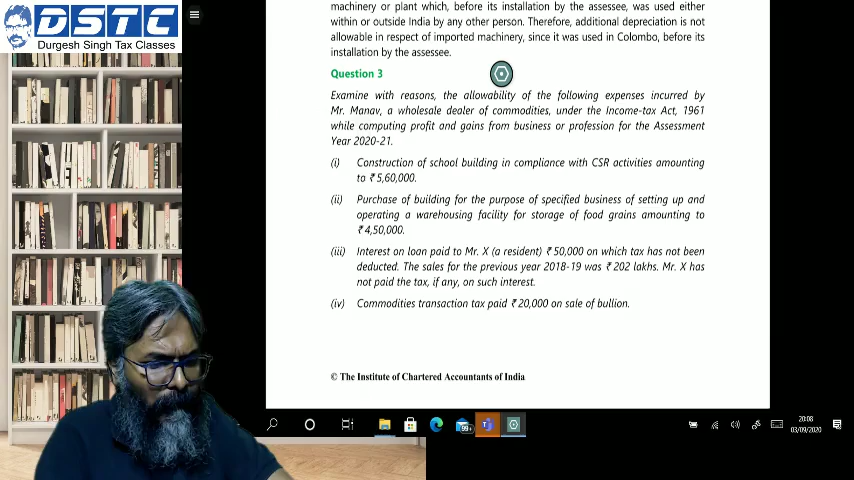 DSTC
Durgesh Singh Tax Classes
machinery or plant which, before its installation by the assessee, was used either
within or outside India by any other person. Therefore, additional depreciation is not
allowable in respect of imported machinery, since it was used in Colombo, before its
installation by the assessee.
Question 3
Examine with reasons, the allowability of the following expenses incurred by
Mr. Manav, a wholesale dealer of commodities, under the Income-tax Act, 1961
while computing profit and gains from business or profession for the Assessment
Year 2020-21.
(i) Construction of school building in compliance with CSR activities amounting
to ₹ 5,60,000.
(ii) Purchase of building for the purpose of specified business of setting up and
operating a warehousing facility for storage of food grains amounting to
₹ 4,50,000.
(iii) Interest on loan paid to Mr. X (a resident) ₹ 50,000 on which tax has not been
deducted. The sales for the previous year 2018-19 was ₹ 202 lakhs. Mr. X has
not paid the tax, if any, on such interest.
(iv) Commodities transaction tax paid ₹ 20,000 on sale of bullion.
© The Institute of Chartered Accountants of India
99+
20:08
03/09/2020